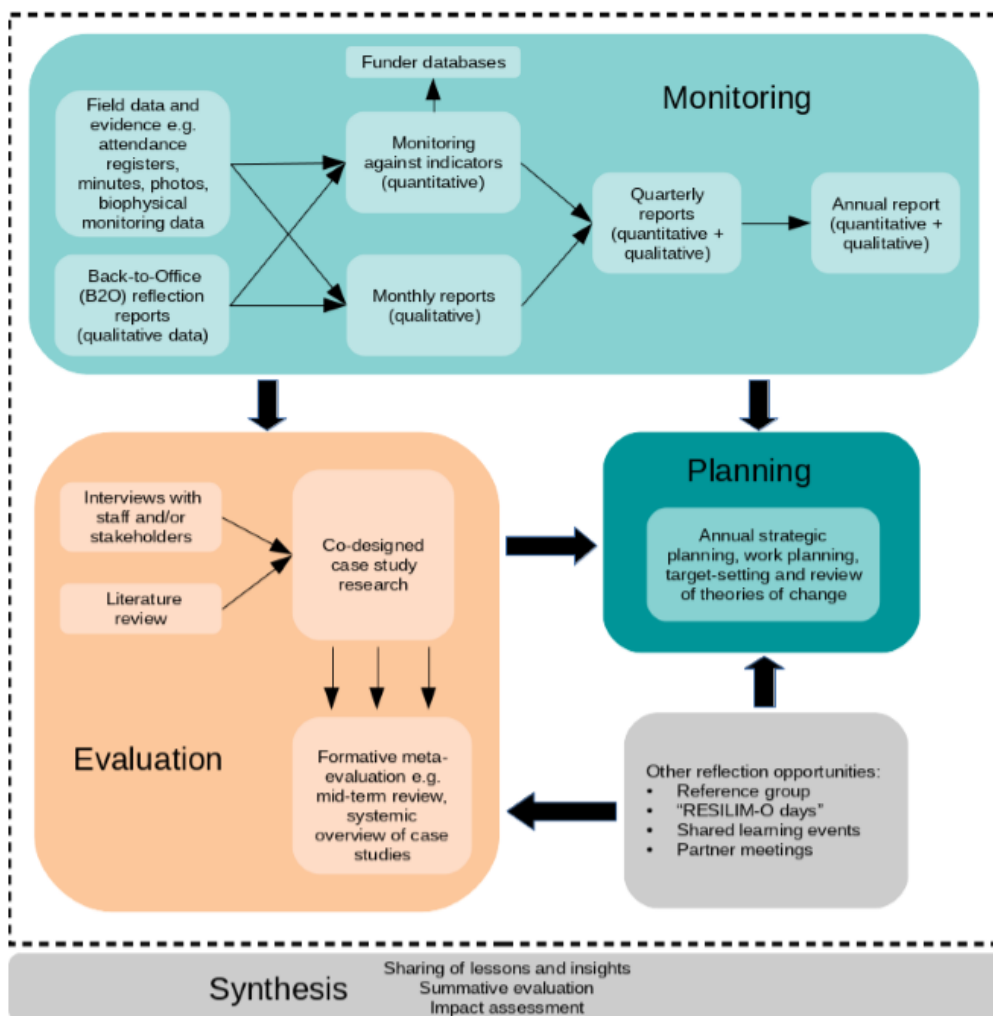 Funder databases
Monitoring
Field data and
evidence e.g.
attendance
registers,
minutes, photos,
biophysical
monitoring data
Monitoring
against indicators
(quantitative)
Quarterly
reports
(quantitative +
qualitative)
Annual report
(quantitative +
qualitative)
Back-to-Office
(B2O) reflection
reports
(qualitative data)
Monthly reports
(qualitative)
Interviews with
staff and/or
stakeholders
Literature
review
Co-designed
case study
research
Evaluation
Formative meta-
evaluation e.g.
mid-term review,
systemic
overview of case
studies
Planning
Annual strategic
planning, work planning,
target-setting and review
of theories of change
Other reflection opportunities:
• Reference group
• “RESILIM-O days”
• Shared learning events
• Partner meetings
Synthesis
Sharing of lessons and insights
Summative evaluation
Impact assessment